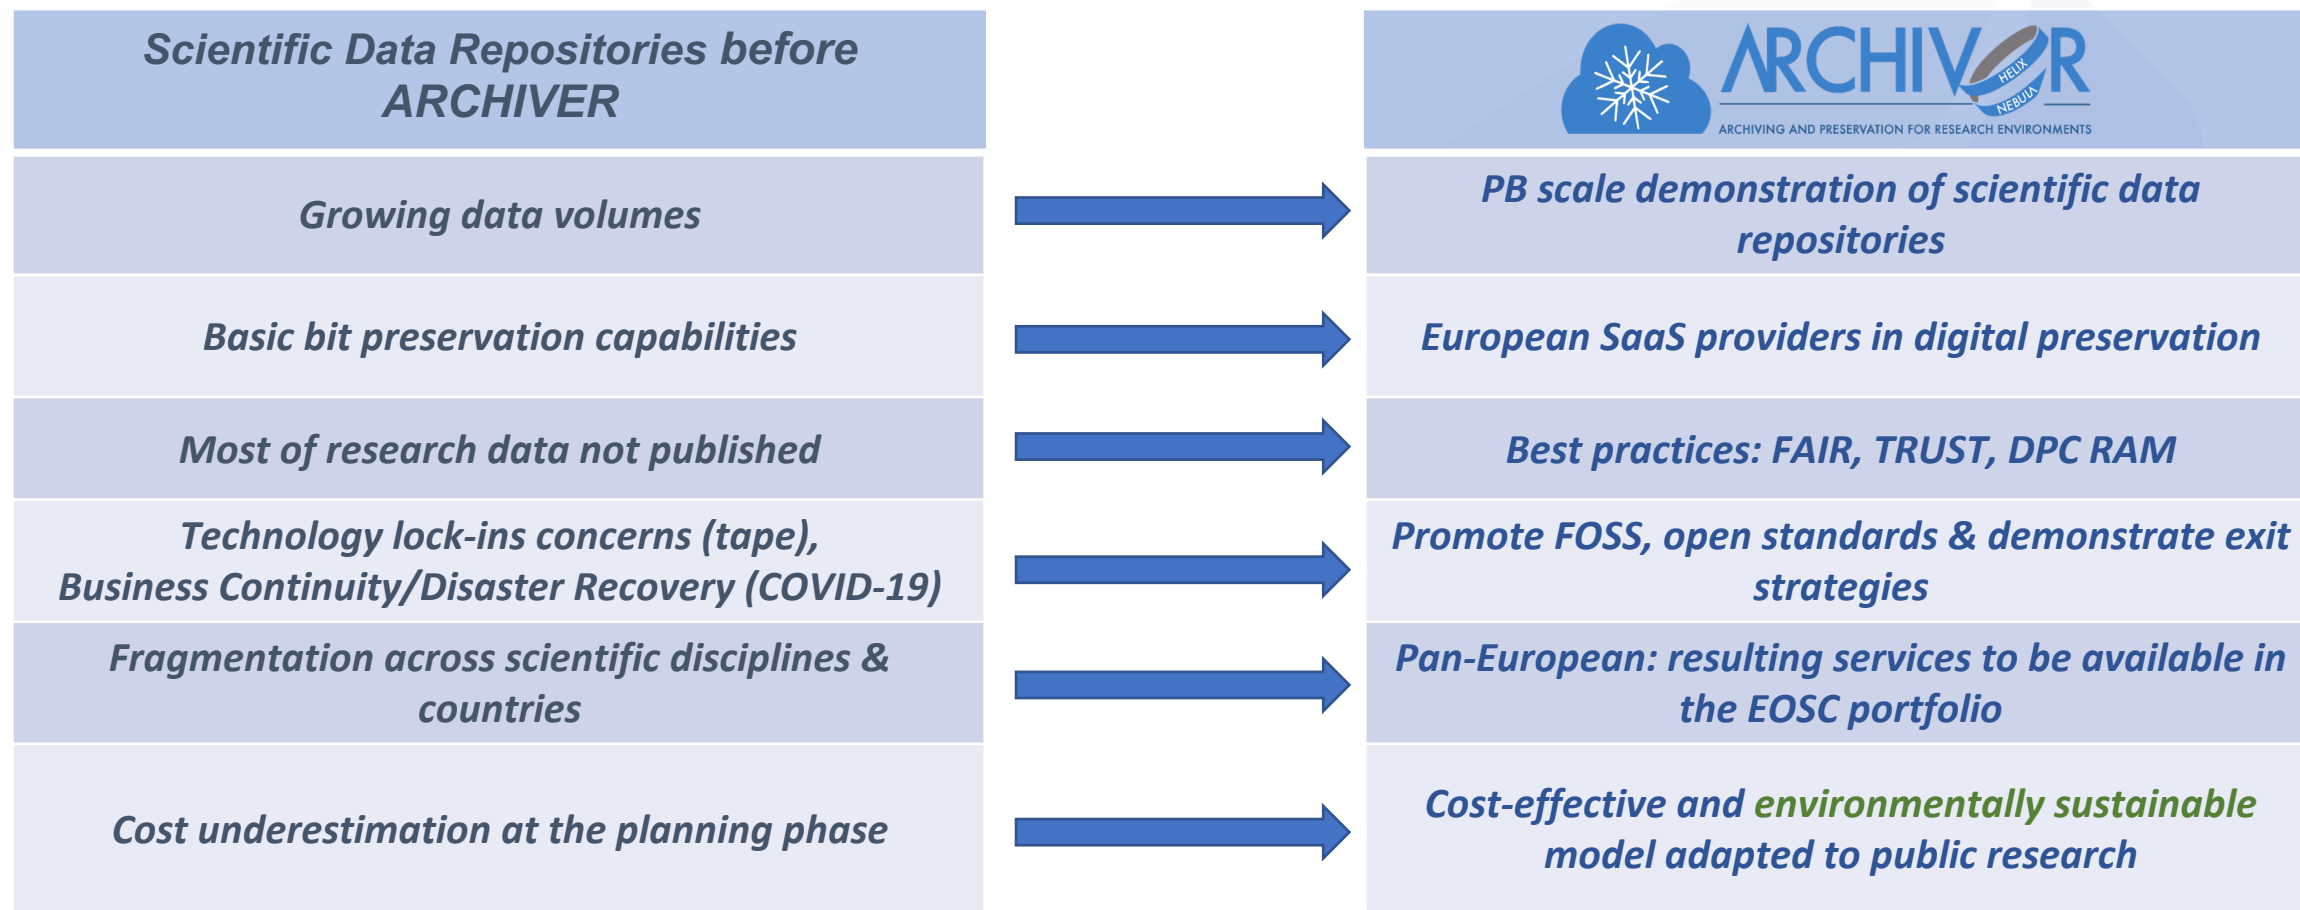 Scientific Data Repositories before
ARCHIVER
ARCHIVER
HELIX
NEBULA
ARCHIVING AND PRESERVATION FOR RESEARCH ENVIRONMENTS
Growing data volumes
PB scale demonstration of scientific data
repositories
Basic bit preservation capabilities
European SaaS providers in digital preservation
Most of research data not published
Best practices: FAIR, TRUST, DPC RAM
Technology lock-ins concerns (tape),
Business Continuity/Disaster Recovery (COVID-19)
Promote FOSS, open standards & demonstrate exit
strategies
Fragmentation across scientific disciplines &
countries
Pan-European: resulting services to be available in
the EOSC portfolio
Cost underestimation at the planning phase
Cost-effective and environmentally sustainable
model adapted to public research